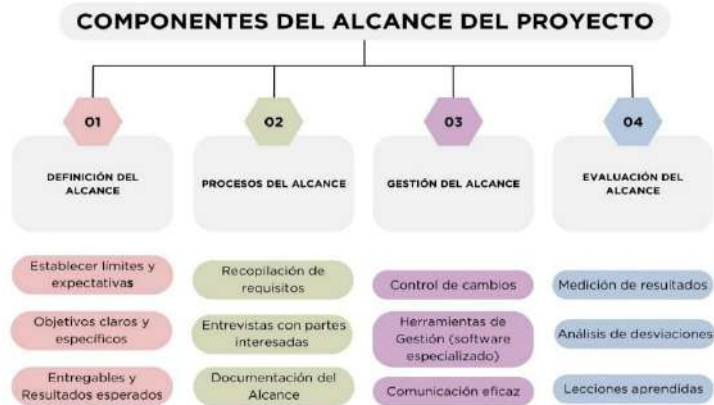 COMPONENTES DEL ALCANCE DEL PROYECTO
01
DEFINICIÓN DEL
ALCANCE
Establecer límites y
expectativas
Objetivos claros y
específicos
Entregables y
Resultados esperados
02
PROCESOS DEL ALCANCE
Recopilación de
requisitos
Entrevistas con partes
interesadas
Documentación del
Alcance
03
GESTIÓN DEL ALCANCE
Control de cambios
Herramientas de
Gestión (software
especializado)
Comunicación eficaz
04
EVALUACIÓN DEL
ALCANCE
Medición de resultados
Análisis de desviaciones
Lecciones aprendidas